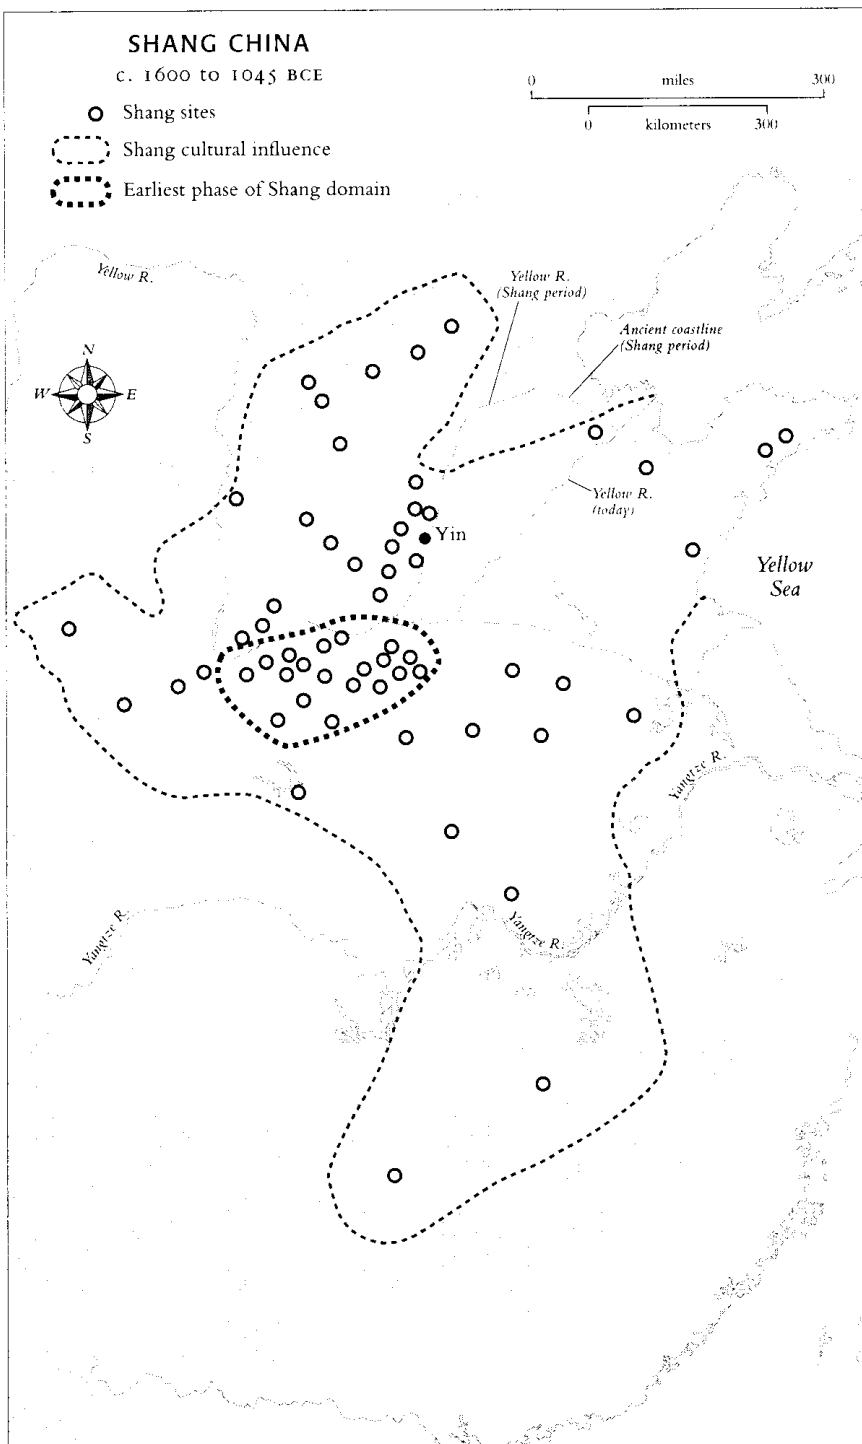 SHANG CHINA
c. 1600 to 1045 BCE
Shang sites
Shang cultural influence
Earliest phase of Shang domain
0 miles 300
0 kilometers 300
Yellow R.
Yellow R.
(Shang period)
Ancient coastline
(Shang period)
N
W E
S
Yellow R.
(today)
Yin
Yellow
Sea
Yangtze R.
Yangtze R.
Yangtze R.